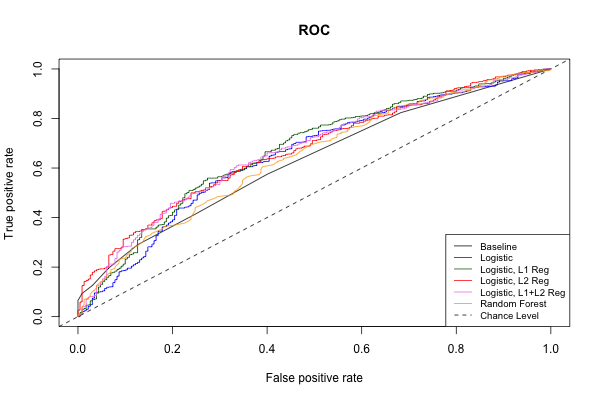 ROC
True positive rate
1.0
0.8
0.6
0.4
0.2
0.0
Baseline
Logistic
Logistic, L1 Reg
Logistic, L2 Reg
Logistic, L1+L2 Reg
Random Forest
Chance Level
0.0 0.2 0.4 0.6 0.8 1.0
False positive rate